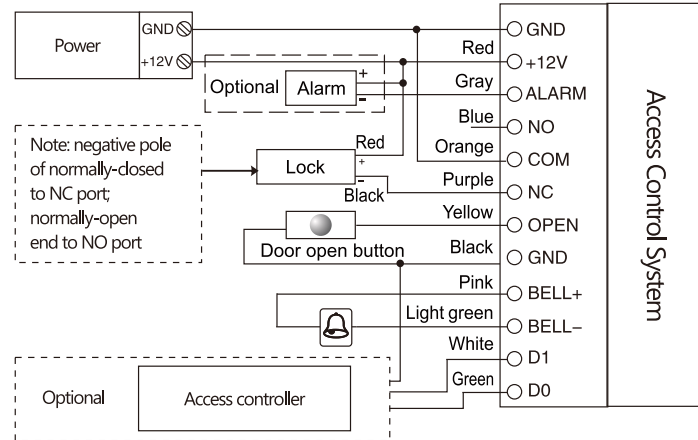 Power
GND
+12V
Optional
Alarm
+
-
Note: negative pole
of normally-closed
to NC port;
normally-open
end to NO port
Lock
Red
+
-
Black
Door open button
Optional
Access controller
Red
Gray
Blue
Orange
Purple
Yellow
Black
Pink
Light green
White
Green
GND
+12V
ALARM
NO
COM
NC
OPEN
GND
BELL+
BELL−
D1
D0
Access Control System